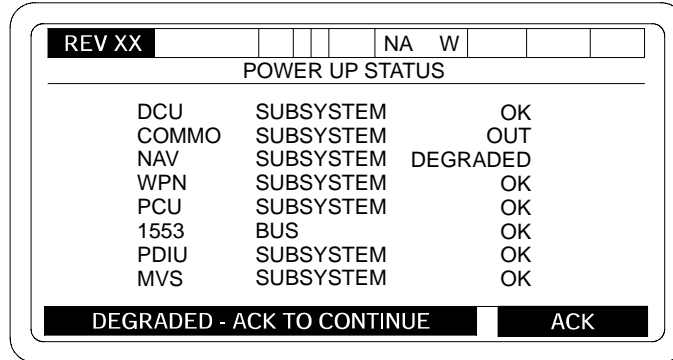 REV XX NA W
POWER UP STATUS
DCU SUBSYSTEM OK
COMMO SUBSYSTEM OUT
NAV SUBSYSTEM DEGRADED
WPN SUBSYSTEM OK
PCU SUBSYSTEM OK
1553 BUS OK
PDIU SUBSYSTEM OK
MVS SUBSYSTEM OK
DEGRADED - ACK TO CONTINUE ACK